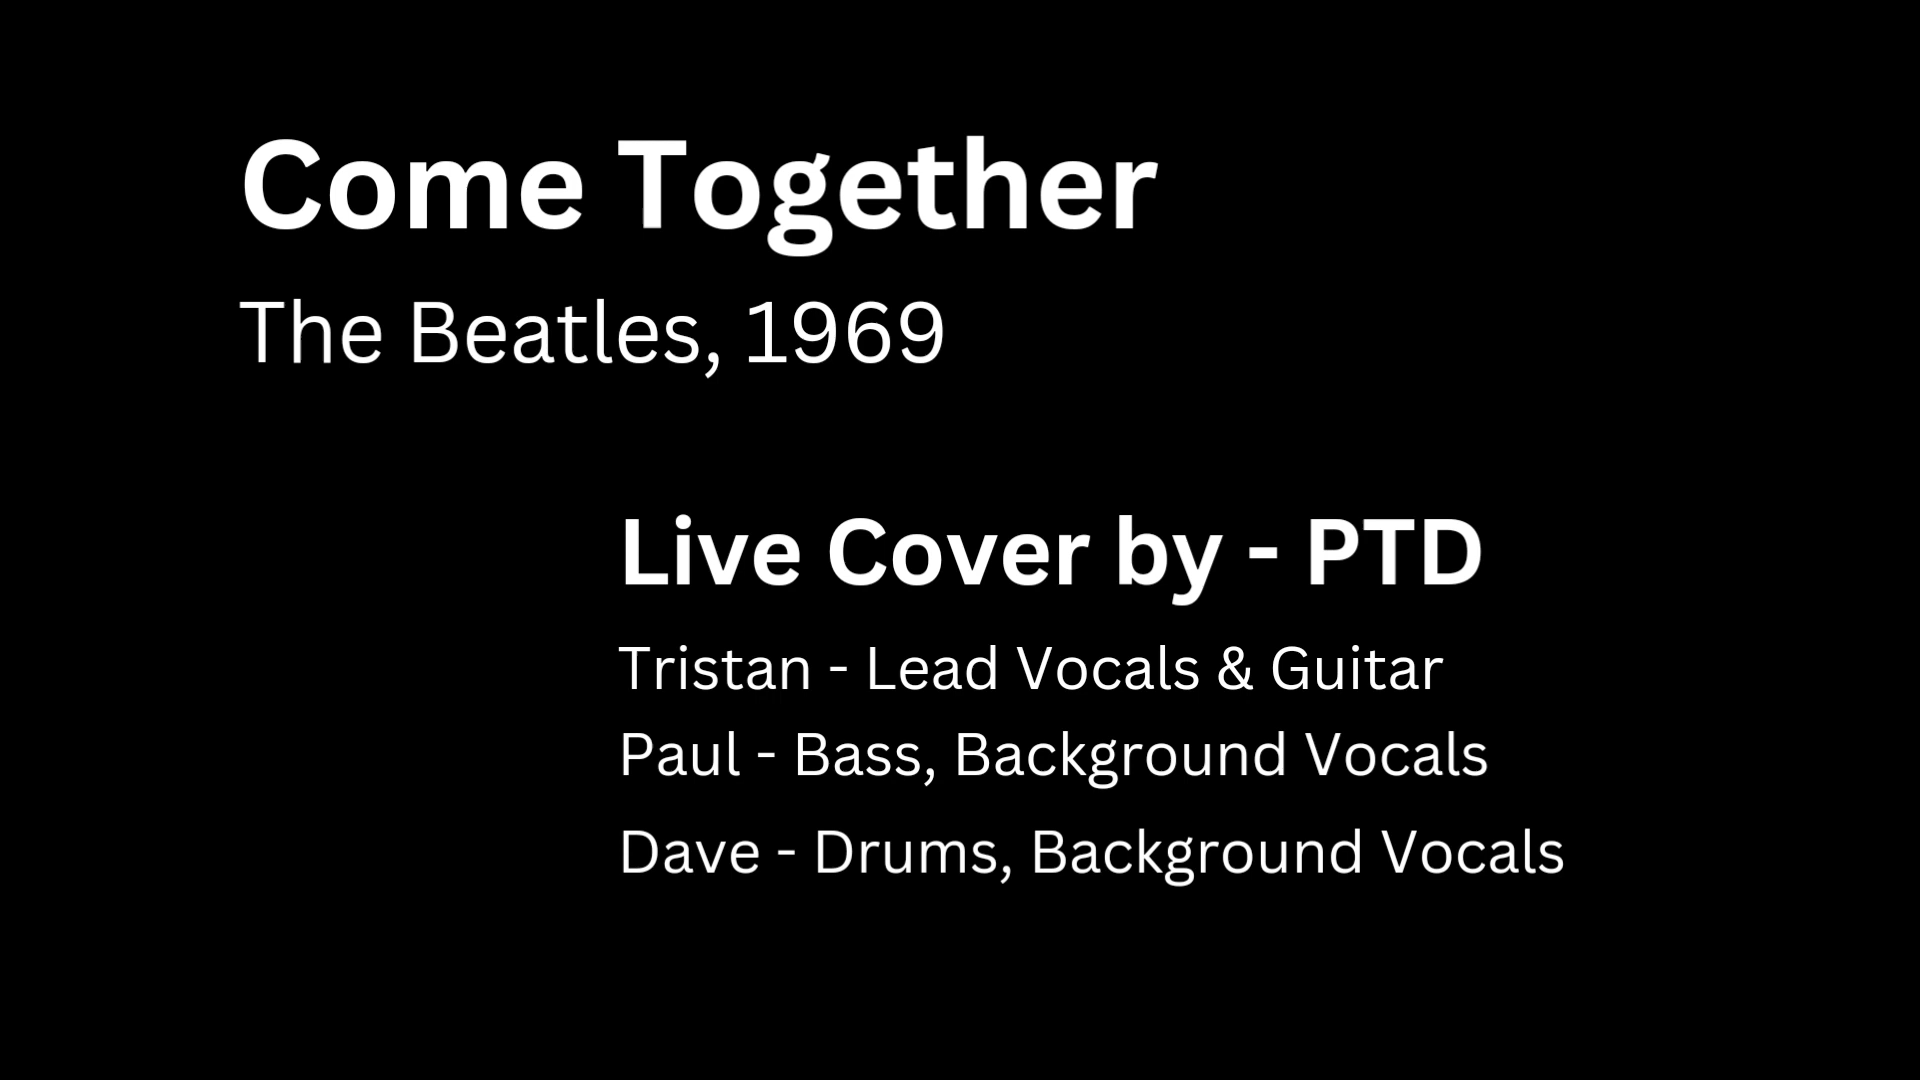 Come Together
The Beatles, 1969
Live Cover by - PTD
Tristan - Lead Vocals & Guitar
Paul - Bass, Background Vocals
Dave - Drums, Background Vocals